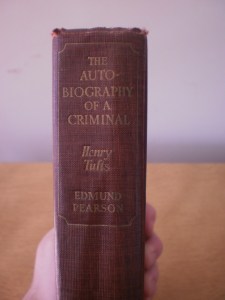 THE
AUTO-
BIOGRAPHY
OF A
CRIMINAL
Henry
Tufts
EDMUND
PEARSON